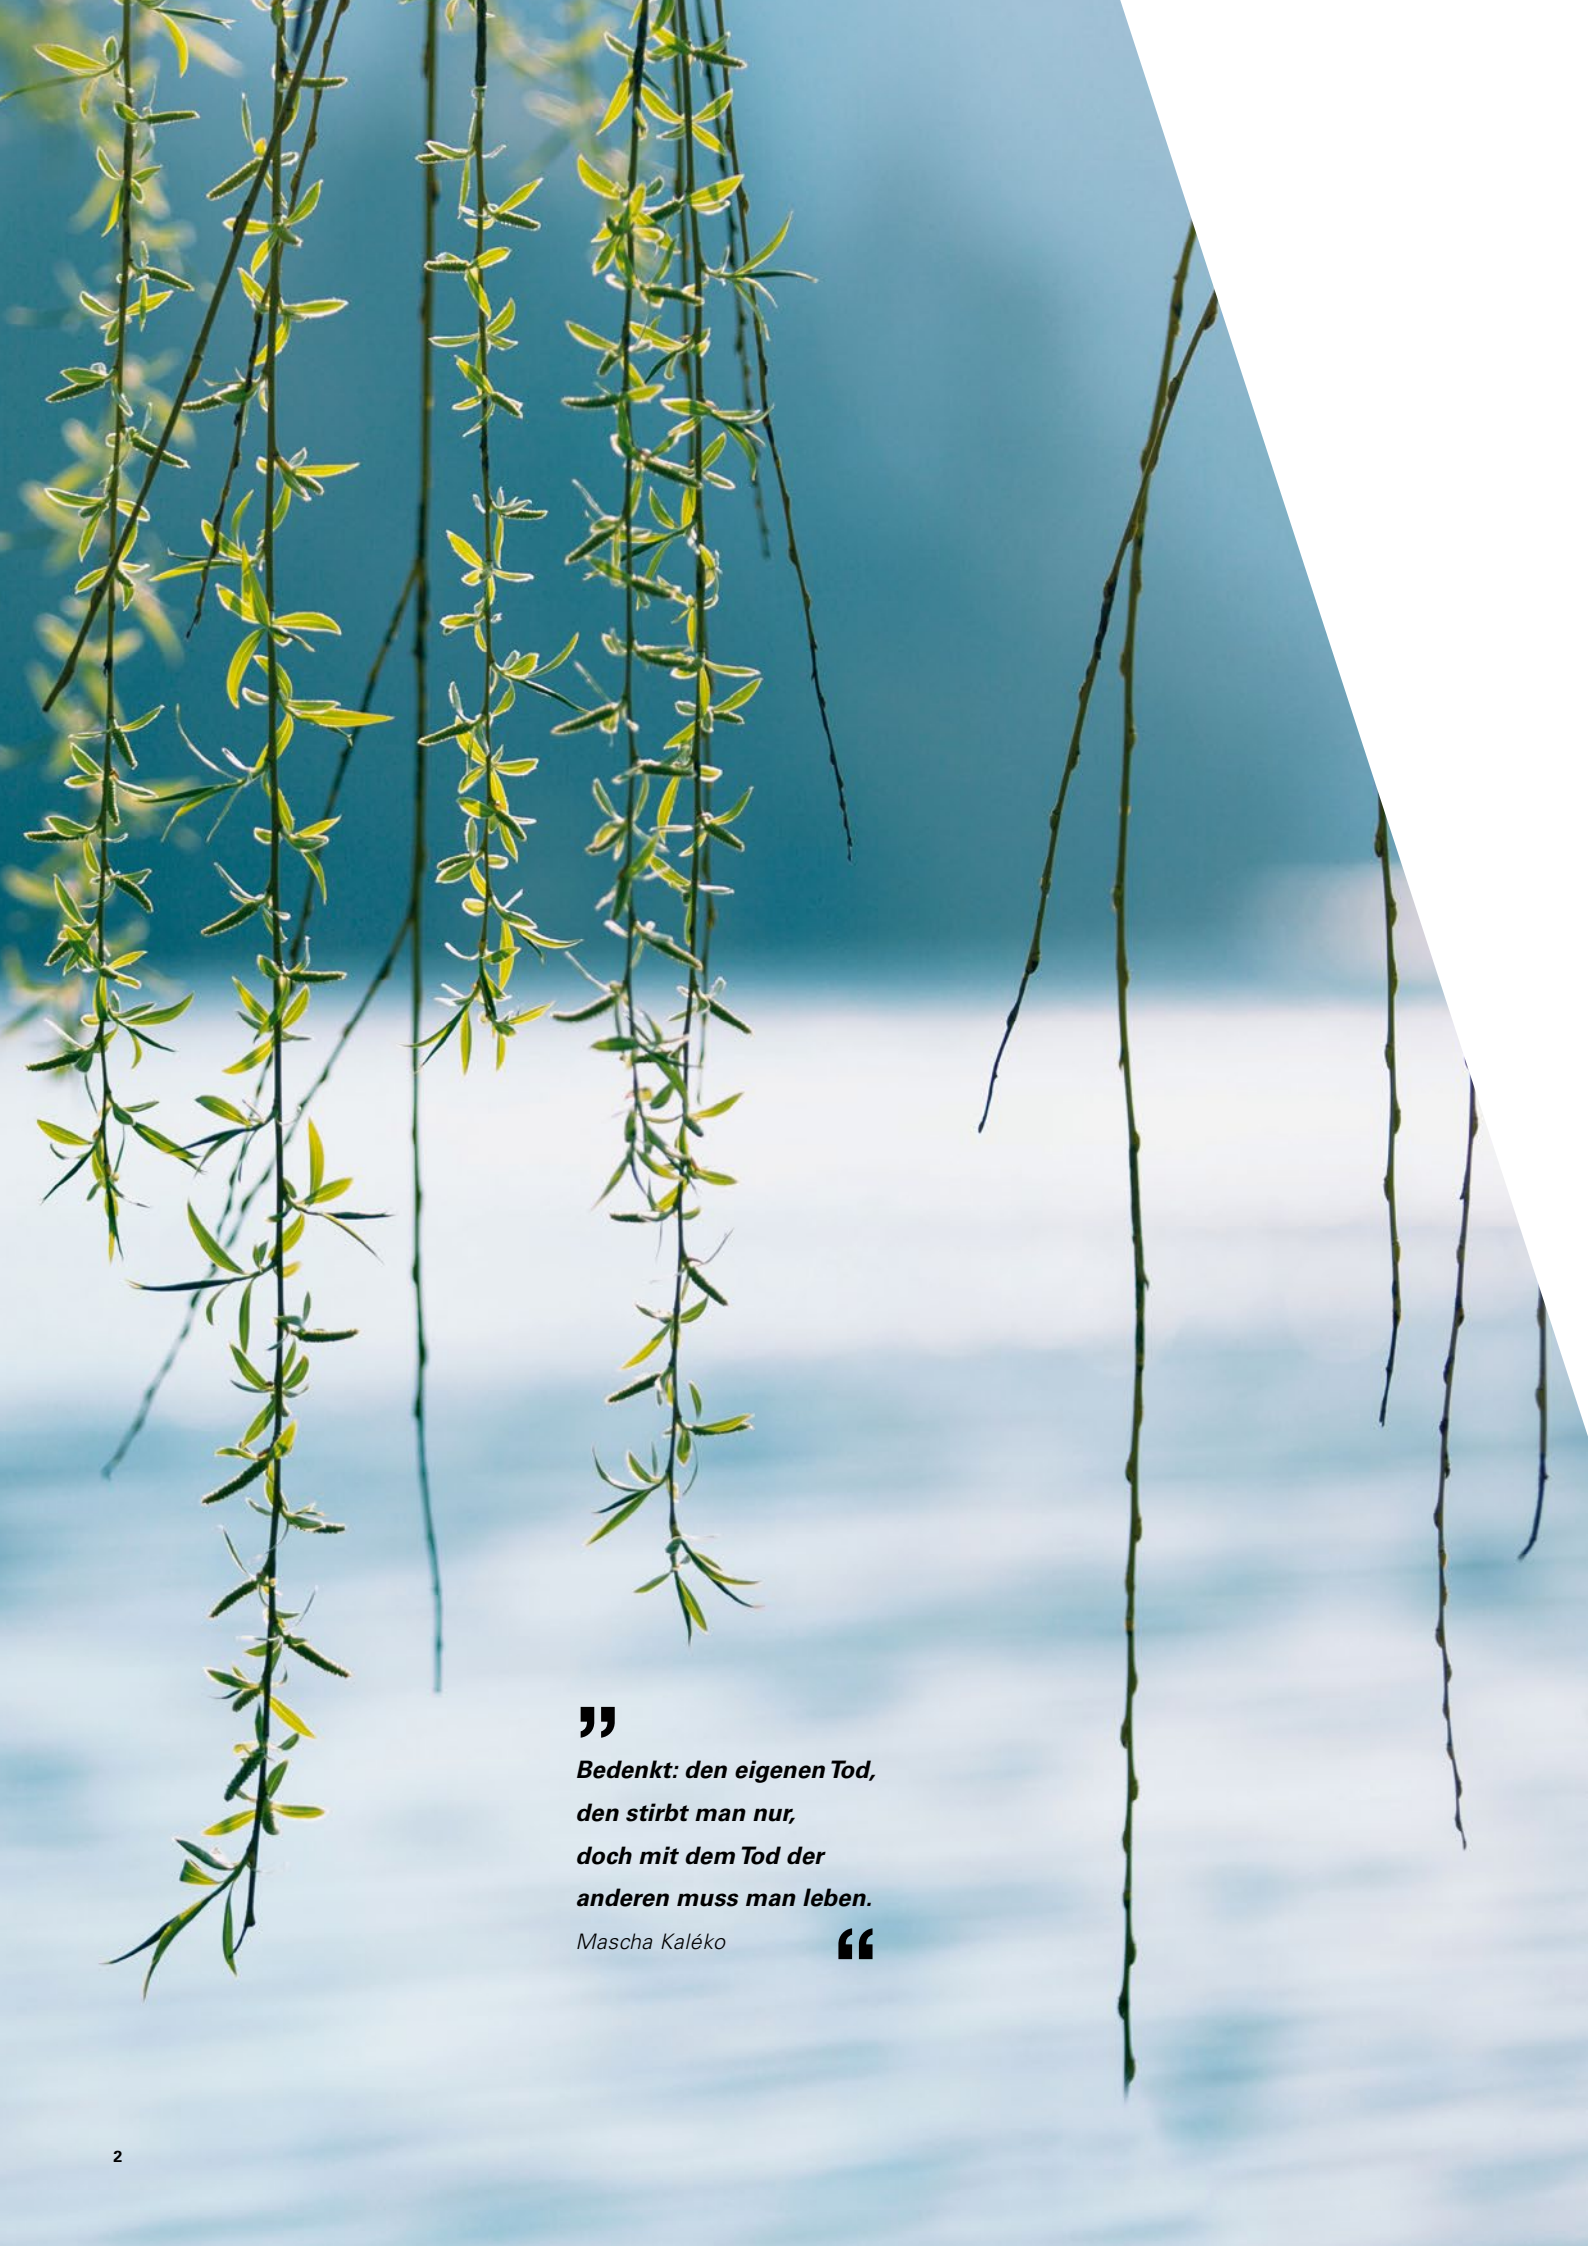 ”
Bedenkt: den eigenen Tod,
den stirbt man nur,
doch mit dem Tod der
anderen muss man leben.
Mascha Kaléko
“
2